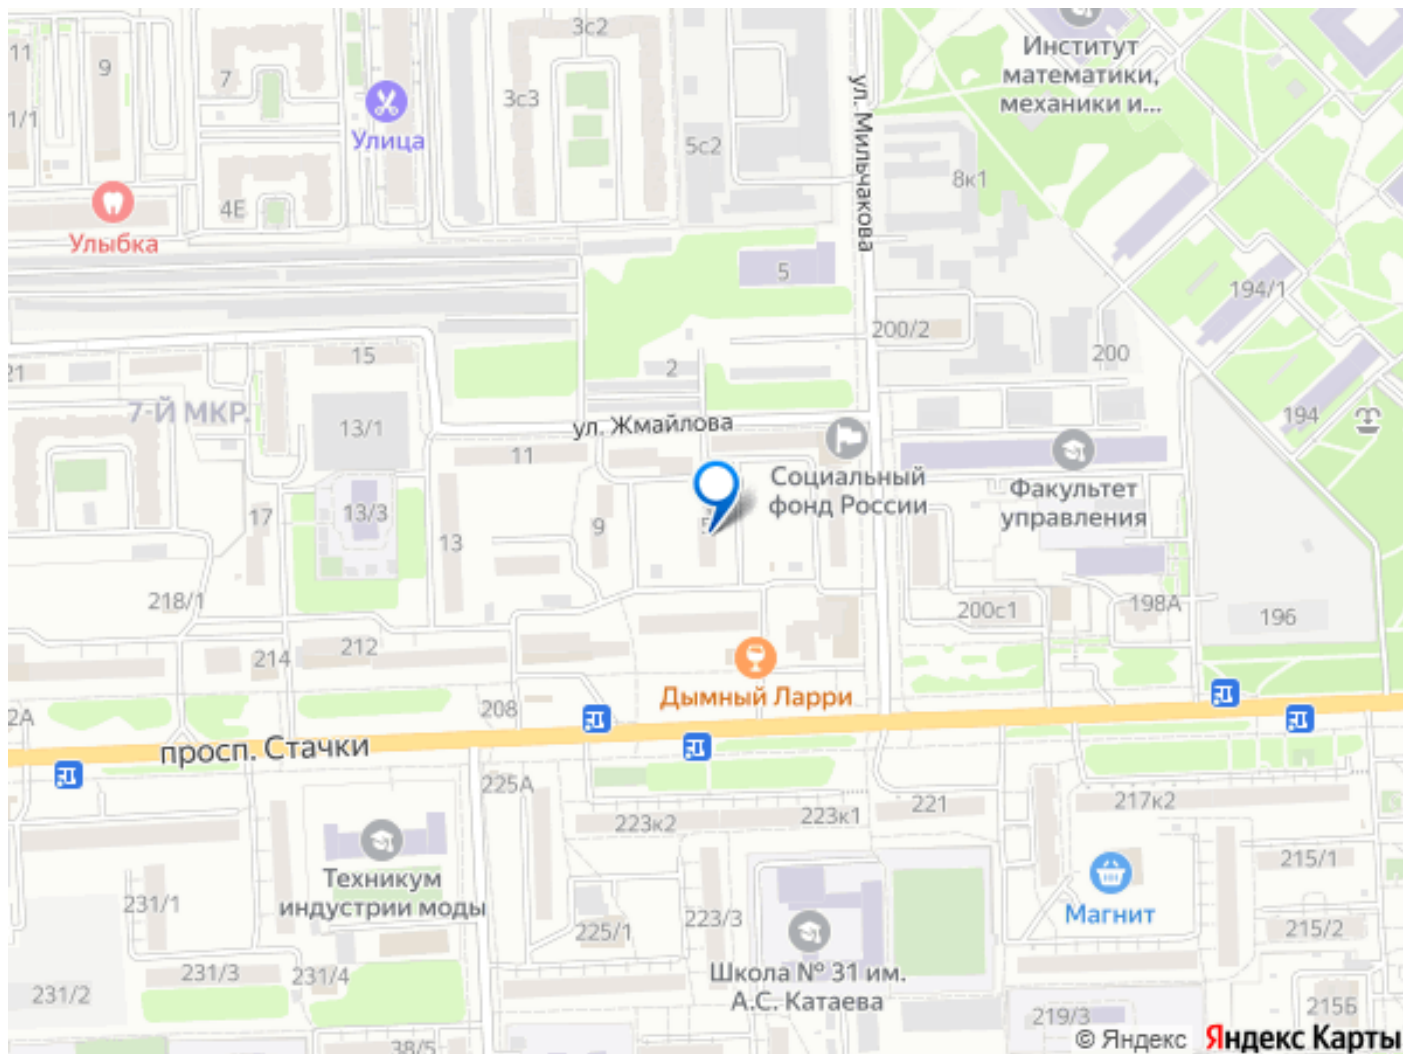 3с2
Институт
математики,
механики и...
11
9
7
3с3
ул. Мильчакова
1/1
Улица
5с2
8к1
4Е
Улыбка
5
194/1
200/2
200
15
2
21
7-Й МКР.
194
13/1
ул. Жмайлова
11
Социальный
фонд России
Факультет
управления
17
13/3
13
9
5
218/1
200с1
198А
196
212
214
Дымный Ларри
208
2А
просп. Стачки
225А
223к2
223к1
221
217к2
215/1
Техникум
индустрии моды
231/1
Магнит
223/3
225/1
215/2
231/3
231/4
Школа № 31 им.
А.С. Катаева
231/2
215Б
219/3
38/5
© Яндекс Яндекс Карты